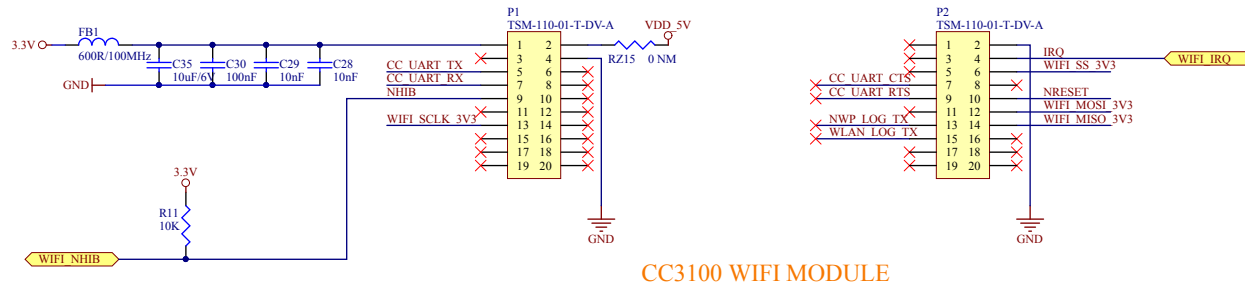 P1
TSM-110-01-T-DV-A
VDD_5V
RZ15
0 NM
3.3V
FB1
600R/100MHz
C35
10uF/6V
C30
100nF
C29
10nF
C28
10nF
GND
CC_UART_TX
CC_UART_RX
NHIB
WIFI_SCLK_3V3
1 2
3 4
5 6
7 8
9 10
11 12
13 14
15 16
17 18
19 20
GND
3.3V
R11
10K
WIFI_NHIB
P2
TSM-110-01-T-DV-A
CC_UART_CTS
CC_UART_RTS
NWP_LOG_TX
WLAN_LOG_TX
1 2
3 4
5 6
7 8
9 10
11 12
13 14
15 16
17 18
19 20
IRQ
WIFI_IRQ
WIFI_SS_3V3
NRESET
WIFI_MOSI_3V3
WIFI_MISO_3V3
GND
CC3100 WIFI MODULE